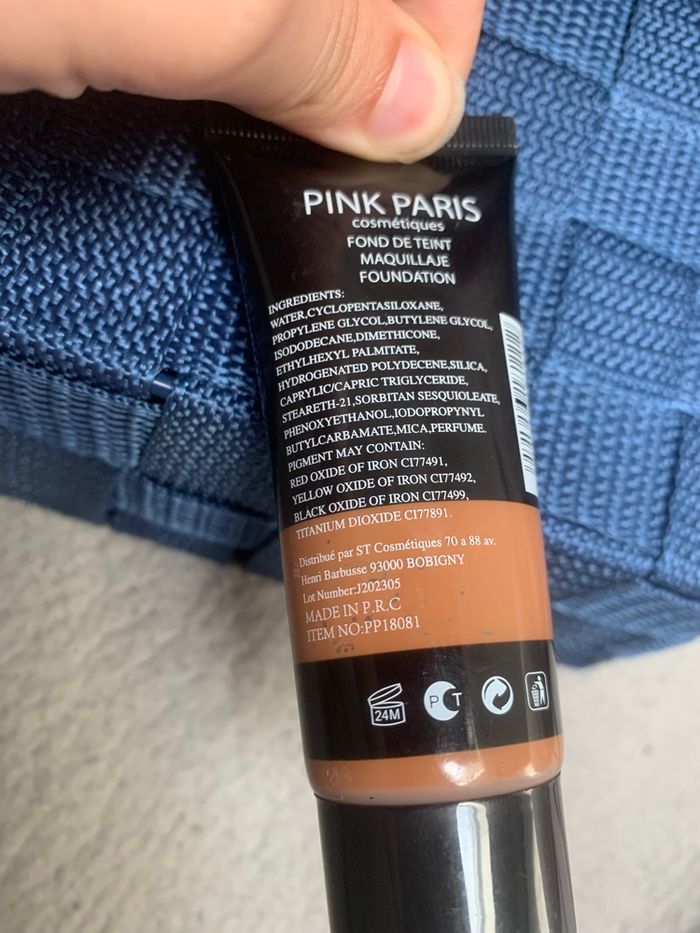 PINK PARIS
cosmétiques
FOND DE TEINT
MAQUILLAJE
FOUNDATION
INGREDIENTS:
WATER,CYCLOPENTASILOXANE,
PROPYLENE GLYCOL,BUTYLENE GLYCOL,
ISODODECANE,DIMETHICONE,
ETHYLHEXYL PALMITATE,
HYDROGENATED POLYDECENE,SILICA,
CAPRYLIC/CAPRIC TRIGLYCERIDE,
STEARETH-21,SORBITAN SESQUIOLEATE,
PHENOXYETHANOL,IODOPROPYNYL
BUTYLCARBAMATE,MICA,PERFUME.
PIGMENT MAY CONTAIN:
RED OXIDE OF IRON CI77491,
YELLOW OXIDE OF IRON CI77492,
BLACK OXIDE OF IRON CI77499,
TITANIUM DIOXIDE CI77891.
Distribué par ST Cosmétiques 70 a 88 av.
Henri Barbusse 93000 BOBIGNY
Lot Number:J202305
MADE IN P.R.C
ITEM NO:PP18081
24M PCT